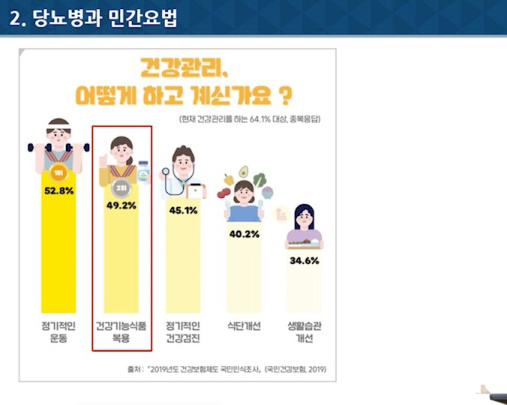 2. 당뇨병과 민간요법
건강관리,
어떻게 하고 계신가요 ?
(현재 건강관리를 하는 64.1% 대상, 중복응답)
1위
2위
52.8%
49.2%
45.1%
40.2%
34.6%
정기적인
운동
건강기능식품
복용
정기적인
건강검진
식단개선
생활습관
개선
출처 : 「2019년도 건강보험제도 국민인식조사」, (국민건강보험, 2019)